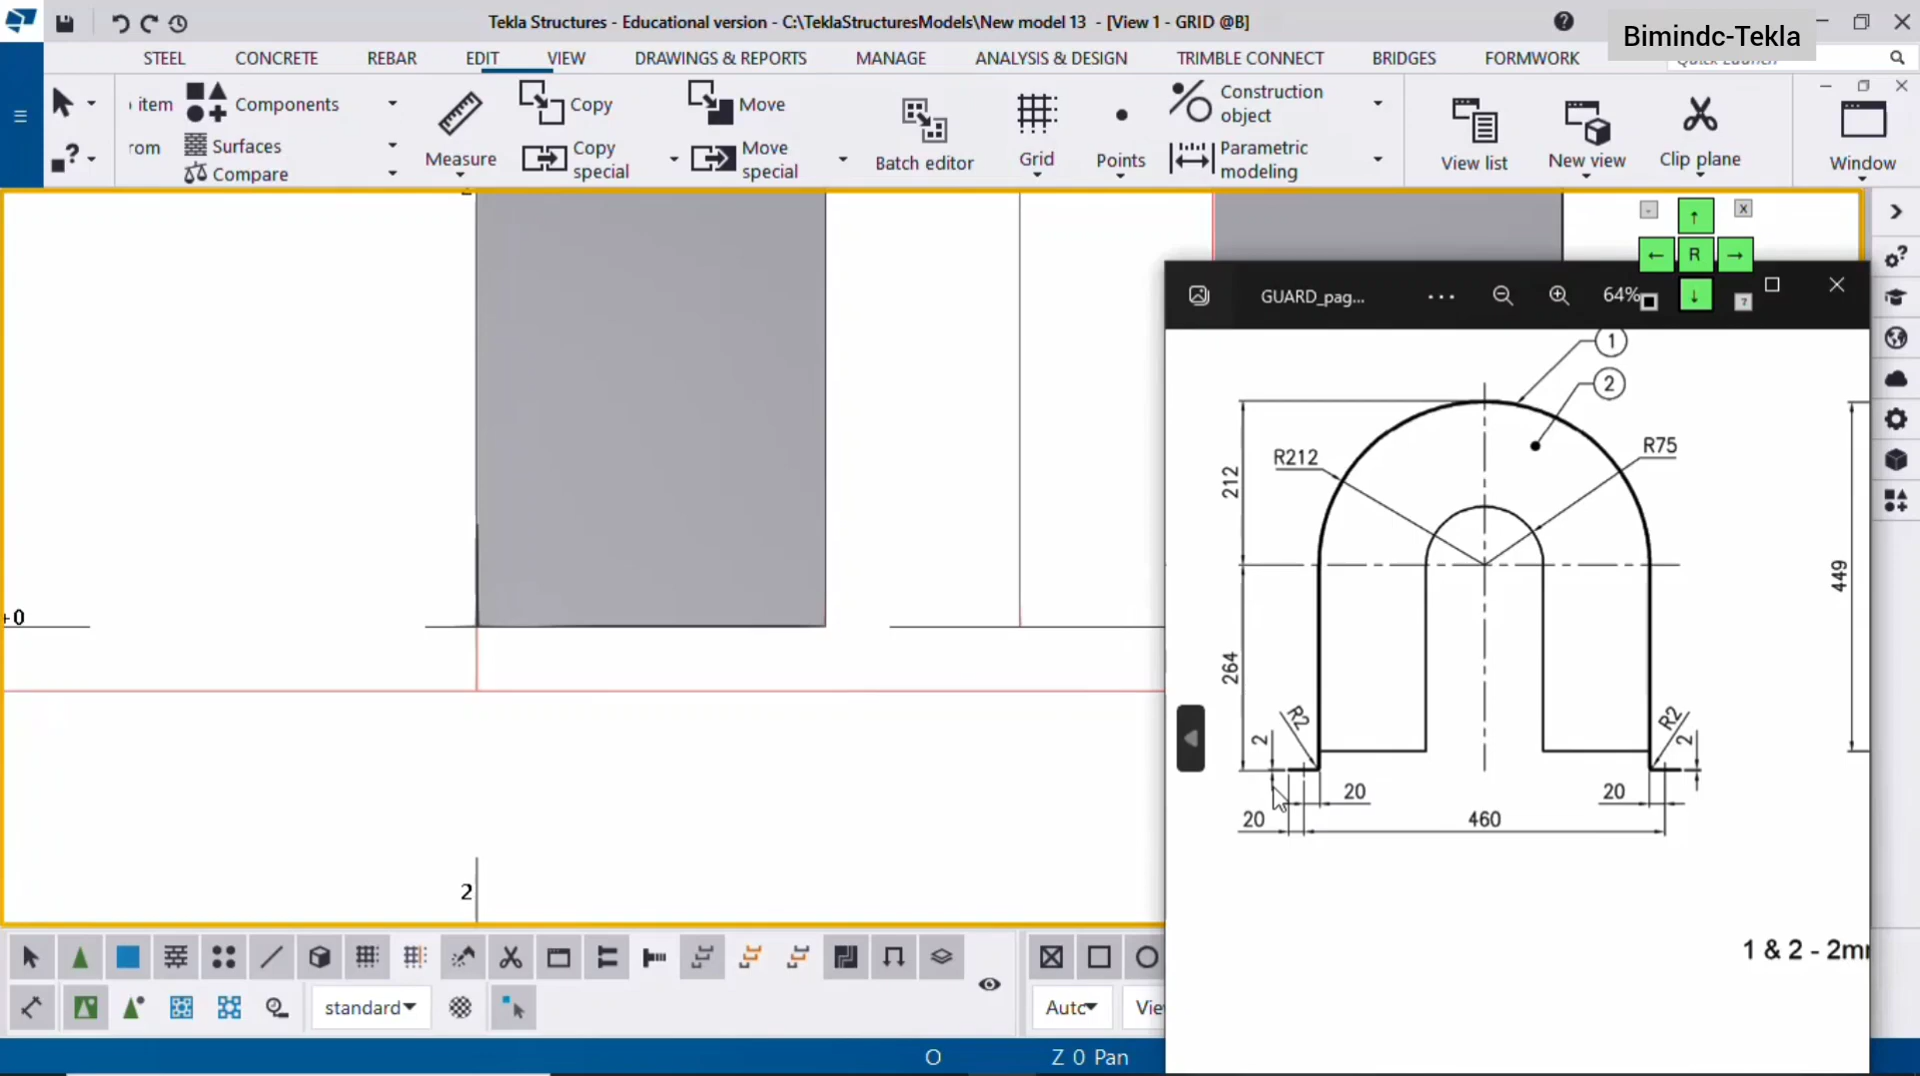 Tekla Structures - Educational version - C:\TeklaStructuresModels\New model 13 - [View 1 - GRID @B]
Bimindc-Tekla
STEEL CONCRETE REBAR EDIT VIEW DRAWINGS & REPORTS MANAGE ANALYSIS & DESIGN TRIMBLE CONNECT BRIDGES FORMWORK
item
Components
Copy
Move
Construction
object
rom
Surfaces
Compare
Measure
Copy
special
Move
special
Batch editor
Grid
Points
Parametric
modeling
View list
New view
Clip plane
Window
↑
X
← R →
↓
?
GUARD_pag...
64%
1
2
R212
R75
212
449
264
R2
R2
2
2
20
20
20
460
+0
2
1 & 2 - 2m
standard
Auto
Vie
O
Z 0 Pan